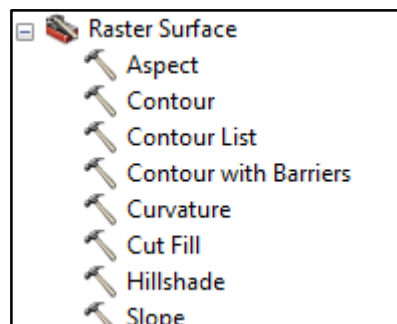 Raster Surface
Aspect
Contour
Contour List
Contour with Barriers
Curvature
Cut Fill
Hillshade
Slope